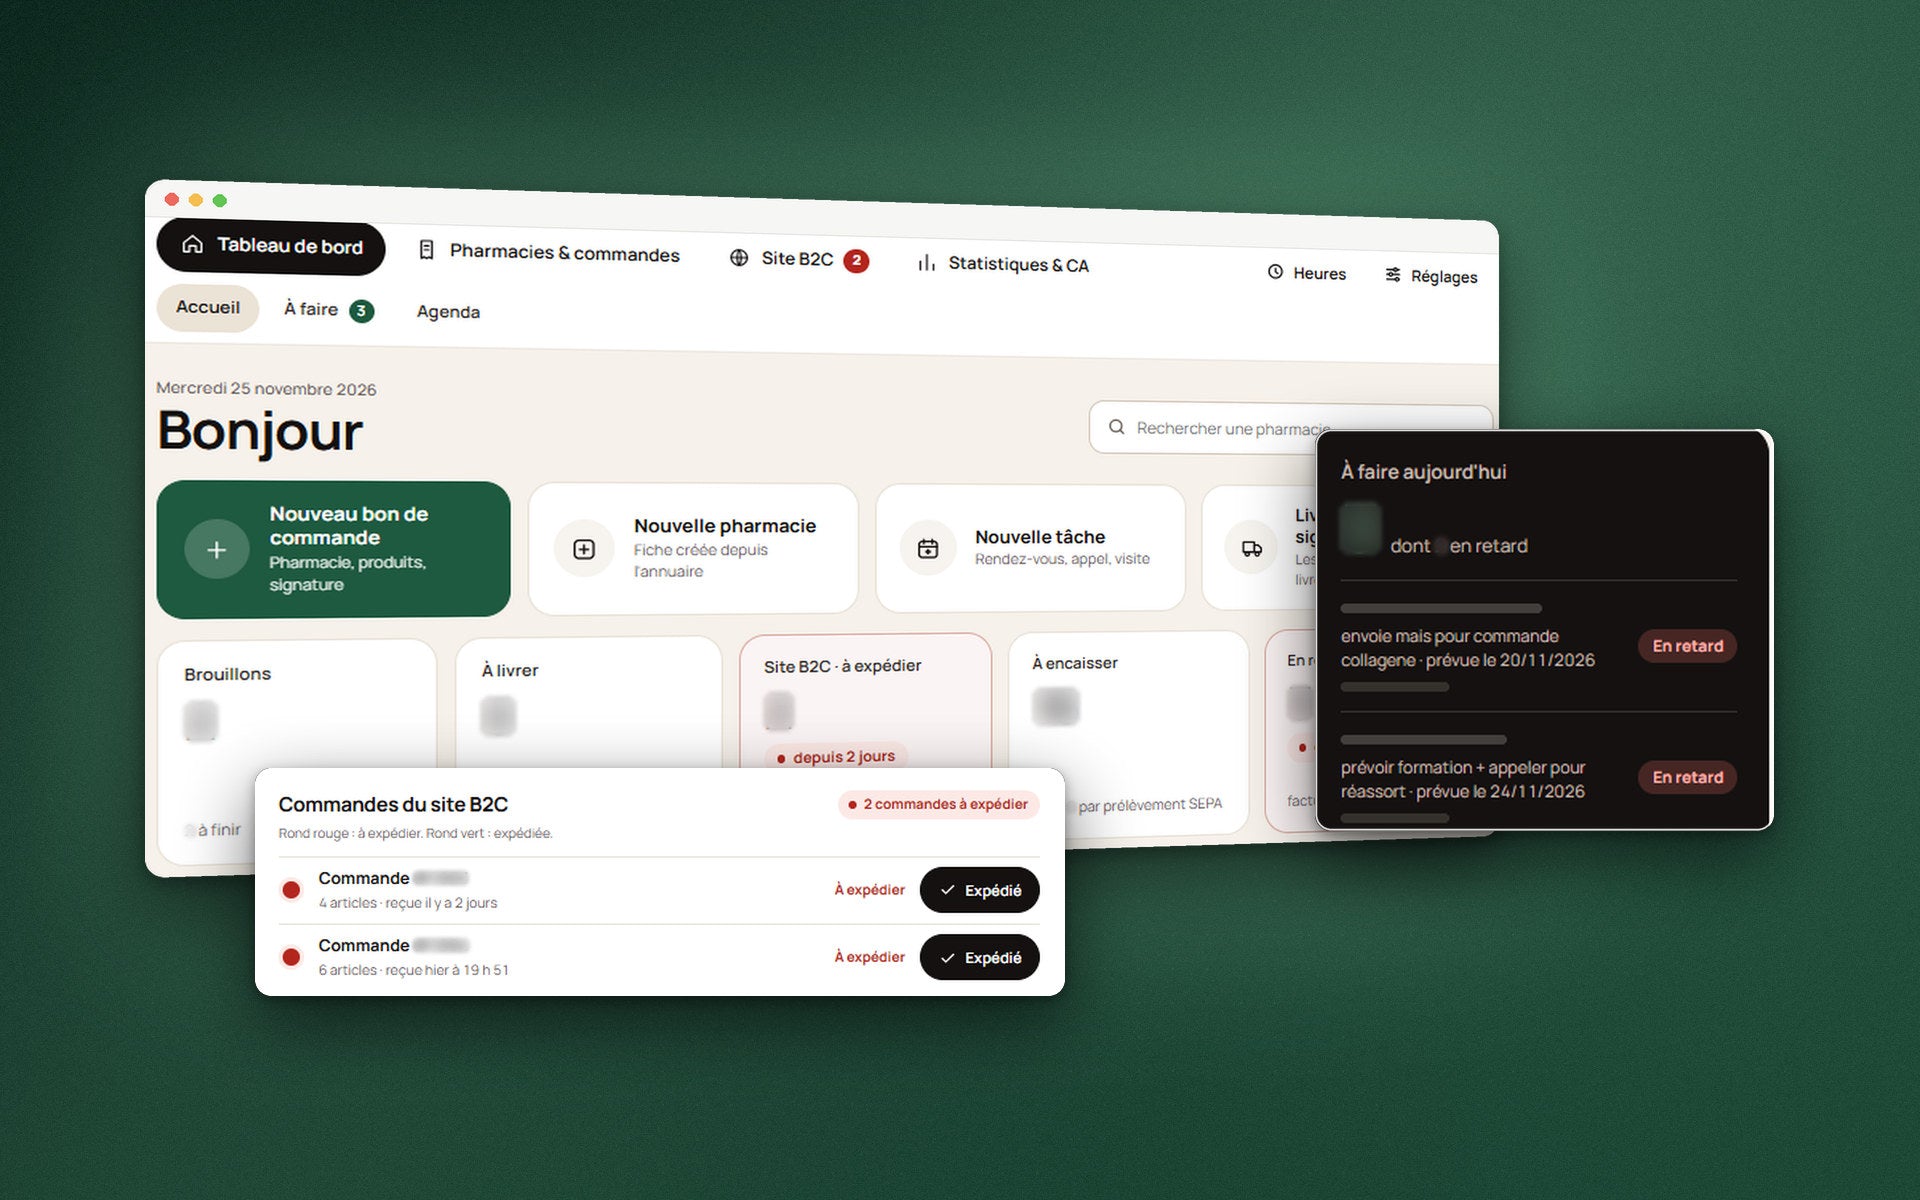 Tableau de bord
Pharmacies & commandes
Site B2C 2
Statistiques & CA
Heures
Réglages
Accueil
À faire 3
Agenda
Mercredi 25 novembre 2026
Bonjour
Rechercher une pharmacie
Nouveau bon de
commande
Pharmacie, produits,
signature
Nouvelle pharmacie
Fiche créée depuis
l'annuaire
Nouvelle tâche
Rendez-vous, appel, visite
Brouillons
à finir
À livrer
Site B2C · à expédier
depuis 2 jours
À encaisser
par prélèvement SEPA
À faire aujourd'hui
dont en retard
envoie mais pour commande
collagene · prévue le 20/11/2026
En retard
prévoir formation + appeler pour
réassort · prévue le 24/11/2026
En retard
Commandes du site B2C
2 commandes à expédier
Rond rouge : à expédier. Rond vert : expédiée.
Commande
4 articles · reçue il y a 2 jours
À expédier
Expédié
Commande
6 articles · reçue hier à 19 h 51
À expédier
Expédié